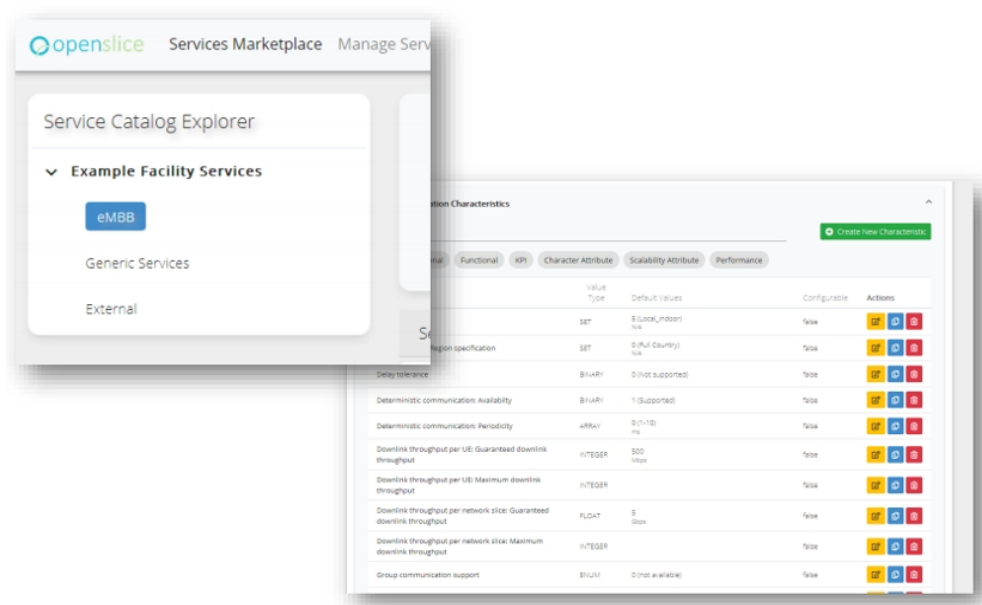 openslice Services Marketplace Manage Serv
Service Catalog Explorer
Example Facility Services
eMBB
Generic Services
External
Se
ation Characteristics
Create New Characteristic
nal Functional KPI Character Attribute Scalability Attribute Performance
Value
Type Default Values Configurable Actions
SET 5 (Local_indoor) false
N/A
Region specification SET 0 (Full Country) false
N/A
Delay tolerance BINARY 0 (Not supported) false
Deterministic communication: Availabilty BINARY 1 (Supported) false
Deterministic communication: Periodicity ARRAY 0 (1-10) false
ms
Downlink throughput per UE: Guaranteed downlink
throughput INTEGER 500 false
Mbps
Downlink throughput per UE: Maximum downlink
throughput INTEGER false
Downlink throughput per network slice: Guaranteed
downlink throughput FLOAT 5 false
Gbps
Downlink throughput per network slice: Maximum
downlink throughput INTEGER false
Group communication support ENUM 0 (not available) false